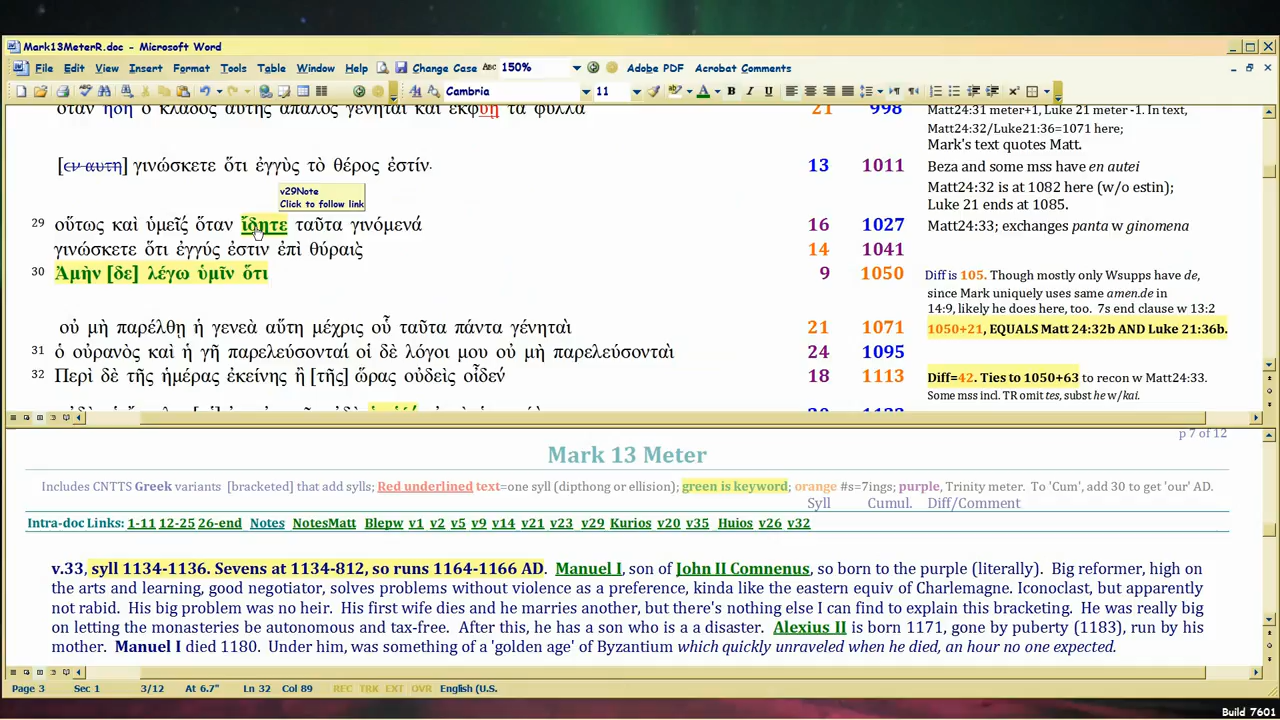 Mark13MeterR.doc - Microsoft Word
File Edit View Insert Format Tools Table Window Help Change Case 150% Adobe PDF Acrobat Comments
Cambria 11 B I U
ὅταν ἤδη ὁ κλάδος αὐτῆς ἁπαλὸς γένηται καὶ ἐκφύῃ τὰ φύλλα 21 998 Matt24:31 meter+1, Luke 21 meter -1. In text,
Matt24:32/Luke21:36=1071 here;
Mark's text quotes Matt.
[εν αυτη] γινώσκετε ὅτι ἐγγὺς τὸ θέρος ἐστίν· 13 1011 Beza and some mss have en autei
Matt24:32 is at 1082 here (w/o estin);
Luke 21 ends at 1085.
v29Note
Click to follow link
29 οὕτως καὶ ὑμεῖς ὅταν ἴδητε ταῦτα γινόμενά 16 1027 Matt24:33; exchanges panta w ginomena
γινώσκετε ὅτι ἐγγύς ἐστιν ἐπὶ θύραις 14 1041
30 Ἀμὴν [δε] λέγω ὑμῖν ὅτι 9 1050 Diff is 105. Though mostly only Wsupps have de,
since Mark uniquely uses same amen.de in
14:9, likely he does here, too. 7s end clause w 13:2
οὐ μὴ παρέλθῃ ἡ γενεὰ αὕτη μέχρις οὗ ταῦτα πάντα γένηταὶ 21 1071 1050+21, EQUALS Matt 24:32b AND Luke 21:36b.
31 ὁ οὐρανὸς καὶ ἡ γῆ παρελεύσονταί οἱ δὲ λόγοι μου οὐ μὴ παρελεύσονταὶ 24 1095
32 Περὶ δὲ τῆς ἡμέρας ἐκείνης ἢ [τῆς] ὥρας οὐδεὶς οἶδεν 18 1113 Diff=42. Ties to 1050+63 to recon w Matt24:33.
Some mss incl. TR omit tes, subst he w/kai.
p 7 of 12
Mark 13 Meter
Includes CNTTS Greek variants [bracketed] that add sylls; Red underlined text=one syll (dipthong or ellision); green is keyword; orange #s=7ings; purple, Trinity meter. To 'Cum', add 30 to get 'our' AD.
Syll Cumul. Diff/Comment
Intra-doc Links: 1-11 12-25 26-end Notes NotesMatt Blepw v1 v2 v5 v9 v14 v21 v23 v29 Kurios v20 v35 Huios v26 v32
v.33, syll 1134-1136. Sevens at 1134-812, so runs 1164-1166 AD. Manuel I, son of John II Comnenus, so born to the purple (literally). Big reformer, high on
the arts and learning, good negotiator, solves problems without violence as a preference, kinda like the eastern equiv of Charlemagne. Iconoclast, but apparently
not rabid. His big problem was no heir. His first wife dies and he marries another, but there's nothing else I can find to explain this bracketing. He was really big
on letting the monasteries be autonomous and tax-free. After this, he has a son who is a a disaster. Alexius II is born 1171, gone by puberty (1183), run by his
mother. Manuel I died 1180. Under him, was something of a 'golden age' of Byzantium which quickly unraveled when he died, an hour no one expected.
Page 3 Sec 1 3/12 At 6.7" Ln 32 Col 89 REC TRK EXT OVR English (U.S.
Build 7601